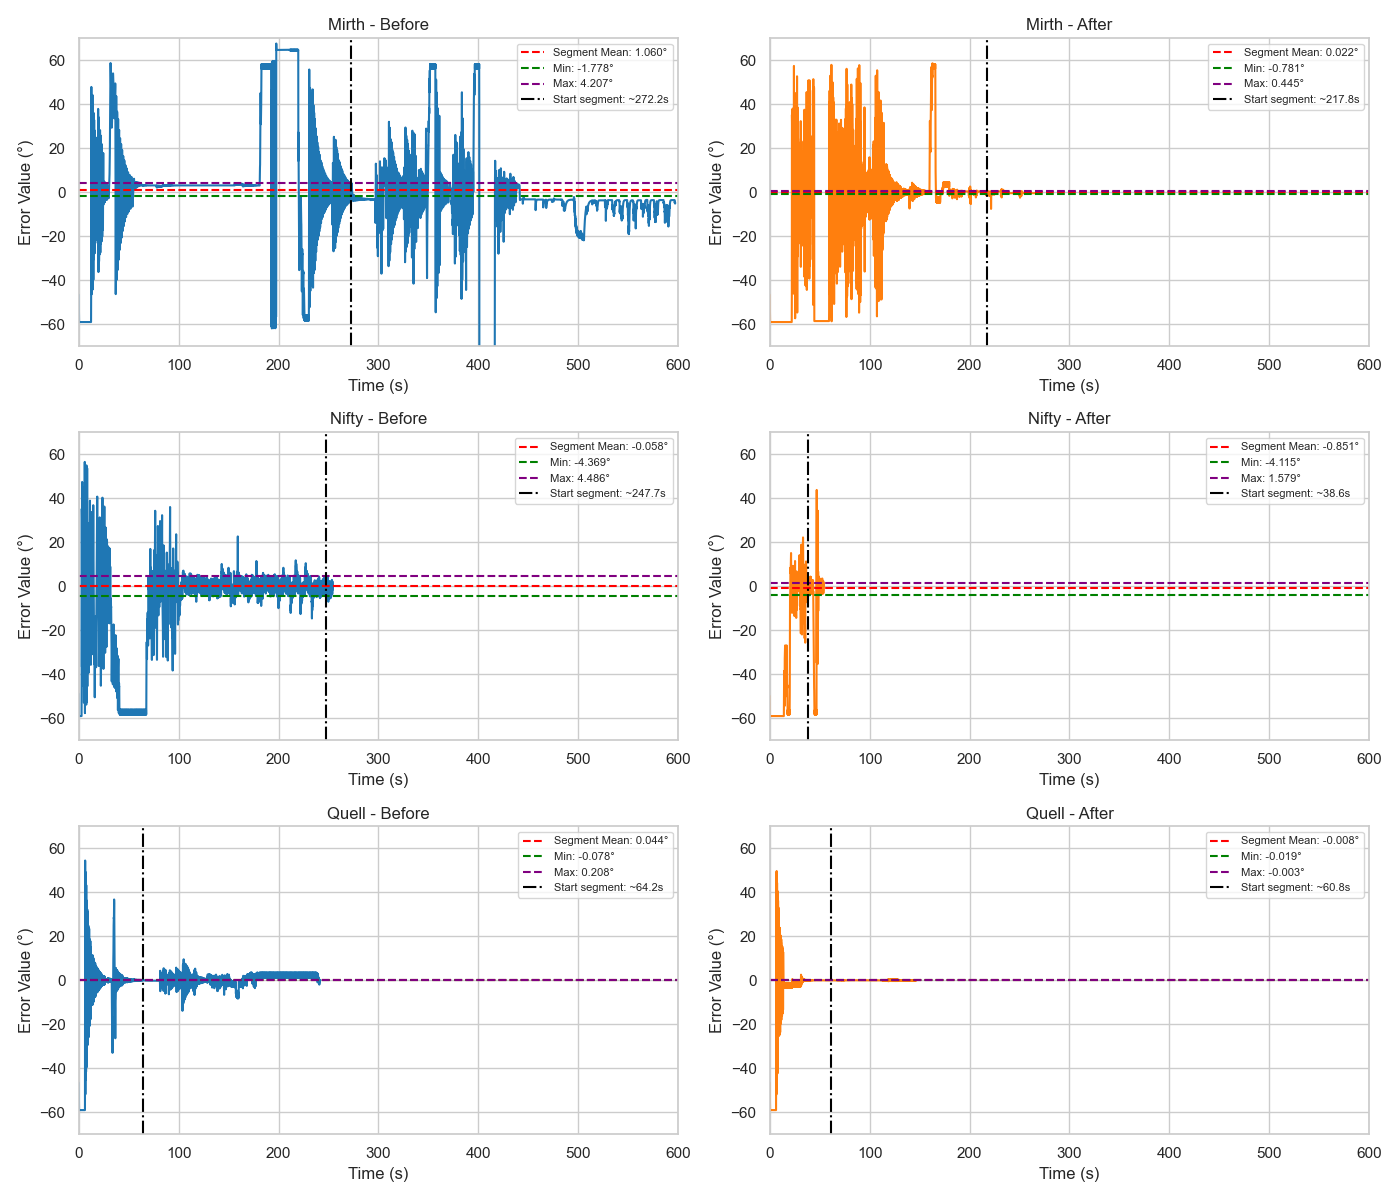 Mirth - Before
Error Value (°)
60
40
20
0
−20
−40
−60
Segment Mean: 1.060°
Min: -1.778°
Max: 4.207°
Start segment: ~272.2s
0 100 200 300 400 500 600
Time (s)
Mirth - After
Error Value (°)
60
40
20
0
−20
−40
−60
Segment Mean: 0.022°
Min: -0.781°
Max: 0.445°
Start segment: ~217.8s
0 100 200 300 400 500 600
Time (s)
Nifty - Before
Error Value (°)
60
40
20
0
−20
−40
−60
Segment Mean: -0.058°
Min: -4.369°
Max: 4.486°
Start segment: ~247.7s
0 100 200 300 400 500 600
Time (s)
Nifty - After
Error Value (°)
60
40
20
0
−20
−40
−60
Segment Mean: -0.851°
Min: -4.115°
Max: 1.579°
Start segment: ~38.6s
0 100 200 300 400 500 600
Time (s)
Quell - Before
Error Value (°)
60
40
20
0
−20
−40
−60
Segment Mean: 0.044°
Min: -0.078°
Max: 0.208°
Start segment: ~64.2s
0 100 200 300 400 500 600
Time (s)
Quell - After
Error Value (°)
60
40
20
0
−20
−40
−60
Segment Mean: -0.008°
Min: -0.019°
Max: -0.003°
Start segment: ~60.8s
0 100 200 300 400 500 600
Time (s)